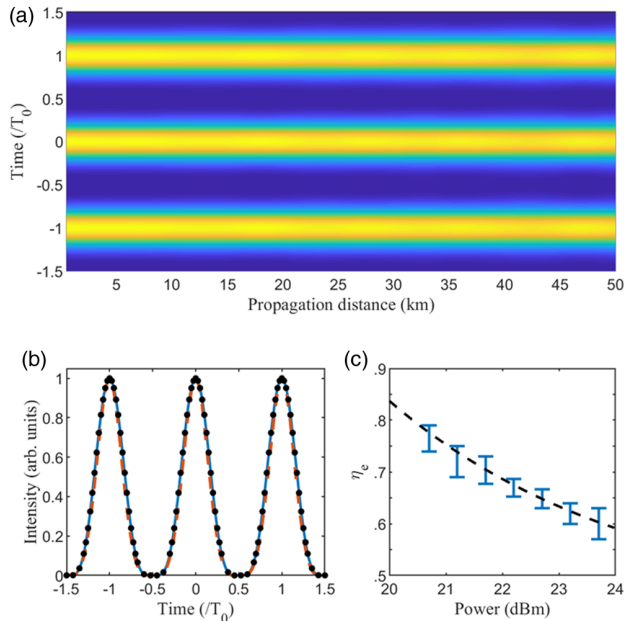 (a)
Time (/T0)
1.5
1
0.5
0
-0.5
-1
-1.5
5 10 15 20 25 30 35 40 45 50
Propagation distance (km)
(b)
Intensity (arb. units)
1
0.8
0.6
0.4
0.2
0
-1.5 -1 -0.5 0 0.5 1 1.5
Time (/T0)
(c)
ηe
.9
.8
.7
.6
.5
20 21 22 23 24
Power (dBm)